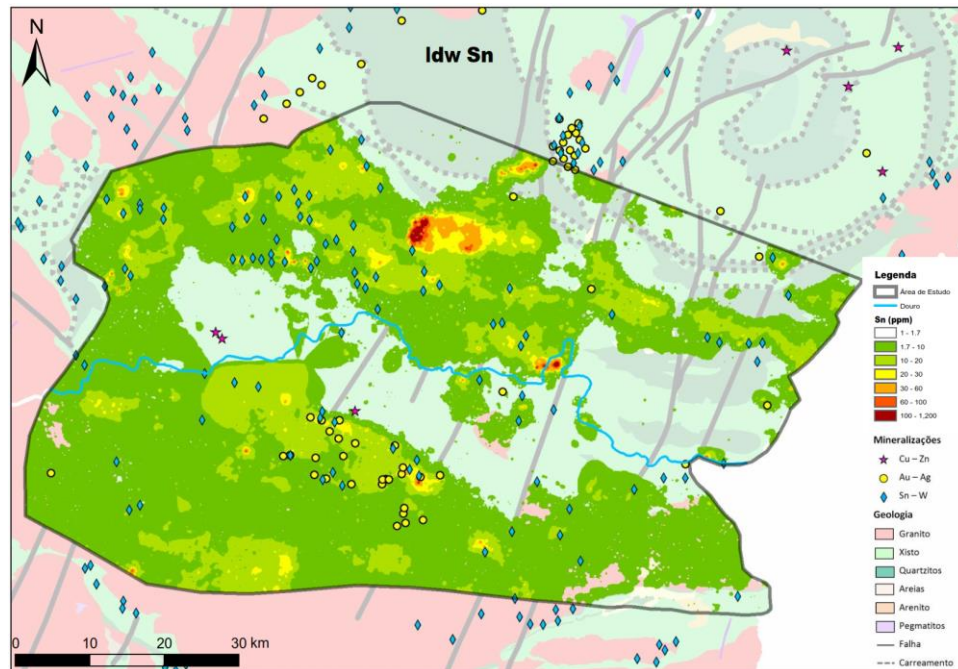 N
ldw Sn
Legenda
Área de Estudo
Douro
Sn (ppm)
1 - 1.7
1.7 - 10
10 - 20
20 - 30
30 - 60
60 - 100
100 - 1,200
Mineralizações
Cu – Zn
Au – Ag
Sn – W
Geologia
Granito
Xisto
Quartzitos
Areias
Arenito
Pegmatitos
Falha
Carreamento
0 10 20 30 km